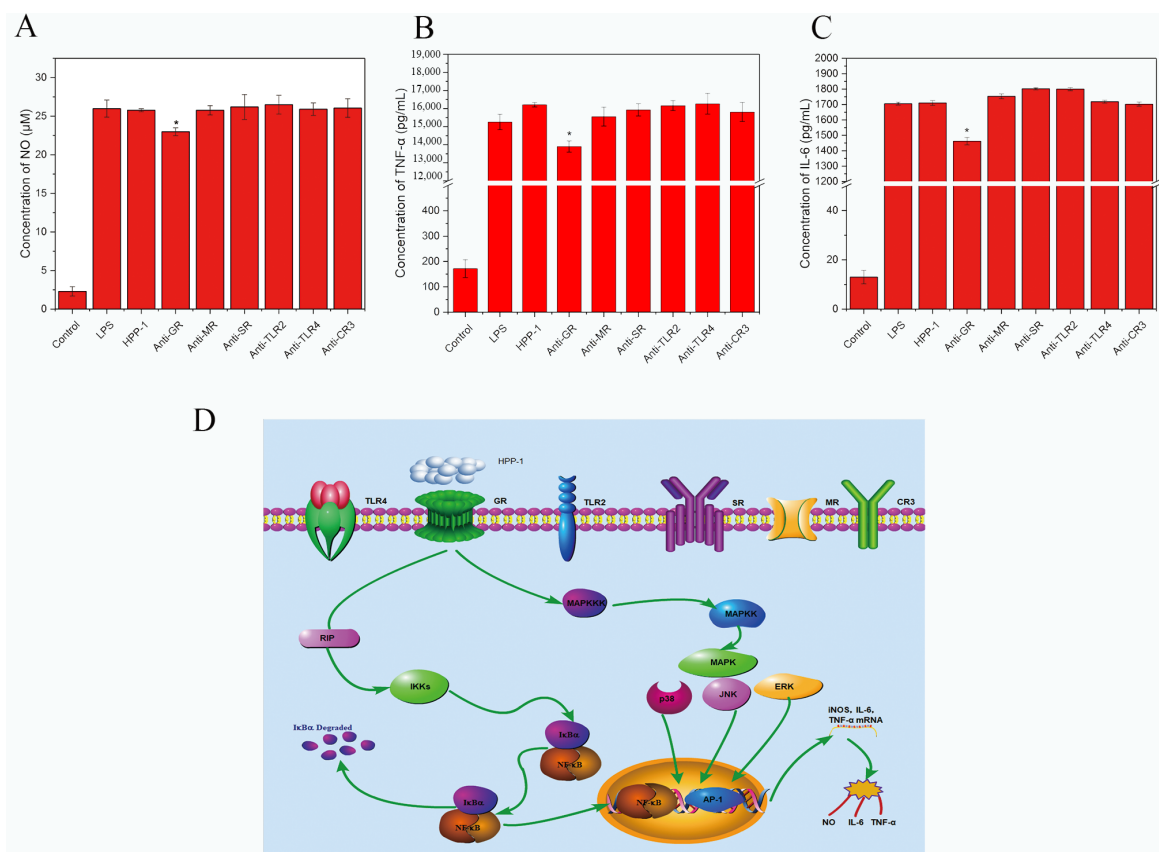 A
Concentration of NO (µM)
30
25
20
15
10
5
0
Control
LPS
HPP-1
Anti-GR
Anti-MR
Anti-SR
Anti-TLR2
Anti-TLR4
Anti-CR3
*
B
Concentration of TNF-α (pg/mL)
19,000
18,000
17,000
16,000
15,000
14,000
13,000
12,000
400
300
200
100
0
Control
LPS
HPP-1
Anti-GR
Anti-MR
Anti-SR
Anti-TLR2
Anti-TLR4
Anti-CR3
*
C
Concentration of IL-6 (pg/mL)
2000
1900
1800
1700
1600
1500
1400
1300
1200
40
20
0
Control
LPS
HPP-1
Anti-GR
Anti-MR
Anti-SR
Anti-TLR2
Anti-TLR4
Anti-CR3
*
D
HPP-1
TLR4
GR
TLR2
SR
MR
CR3
MAPKKK
MAPKK
RIP
MAPK
IKKs
p38
JNK
ERK
iNOS, IL-6,
TNF-α mRNA
IκBα Degraded
IκBα
NF-κB
IκBα
NF-κB
NF-κB
AP-1
NO IL-6 TNF-α